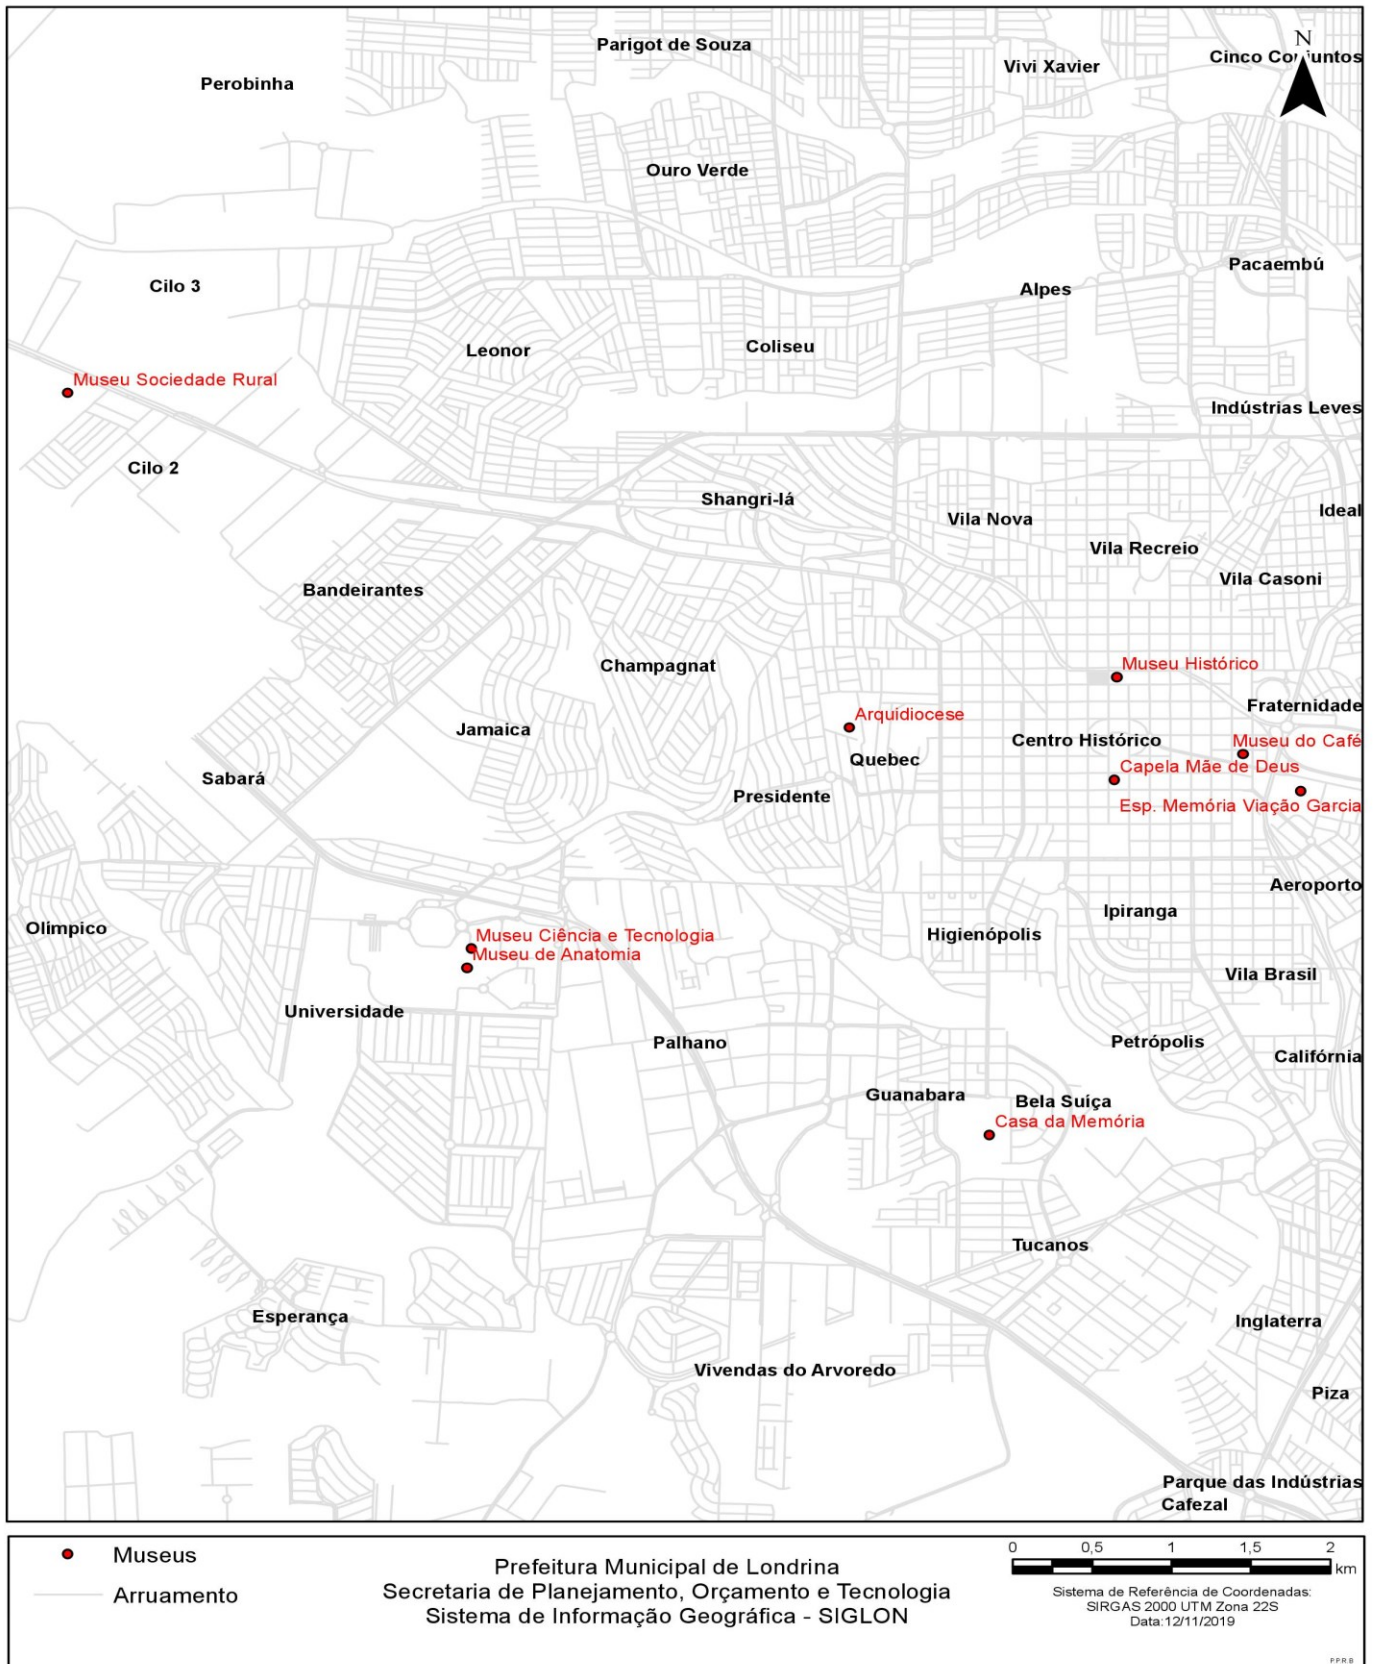 Parigot de Souza
N
Cinco Conjuntos
Vivi Xavier
Perobinha
Ouro Verde
Pacaembú
Cilo 3
Alpes
Coliseu
Leonor
Museu Sociedade Rural
Indústrias Leves
Cilo 2
Shangri-lá
Ideal
Vila Nova
Vila Recreio
Vila Casoni
Bandeirantes
Museu Histórico
Champagnat
Fraternidade
Arquidiocese
Jamaica
Centro Histórico
Museu do Café
Quebec
Capela Mãe de Deus
Sabará
Presidente
Esp. Memória Viação Garcia
Aeroporto
Ipiranga
Olímpico
Higienópolis
Museu Ciência e Tecnologia
Museu de Anatomia
Vila Brasil
Universidade
Palhano
Petrópolis
Califórnia
Guanabara
Bela Suíça
Casa da Memória
Tucanos
Esperança
Inglaterra
Vivendas do Arvoredo
Piza
Parque das Indústrias
Cafezal
Museus
Arruamento
Prefeitura Municipal de Londrina
Secretaria de Planejamento, Orçamento e Tecnologia
Sistema de Informação Geográfica - SIGLON
0 0,5 1 1,5 2
km
Sistema de Referência de Coordenadas:
SIRGAS 2000 UTM Zona 22S
Data:12/11/2019
P P R B